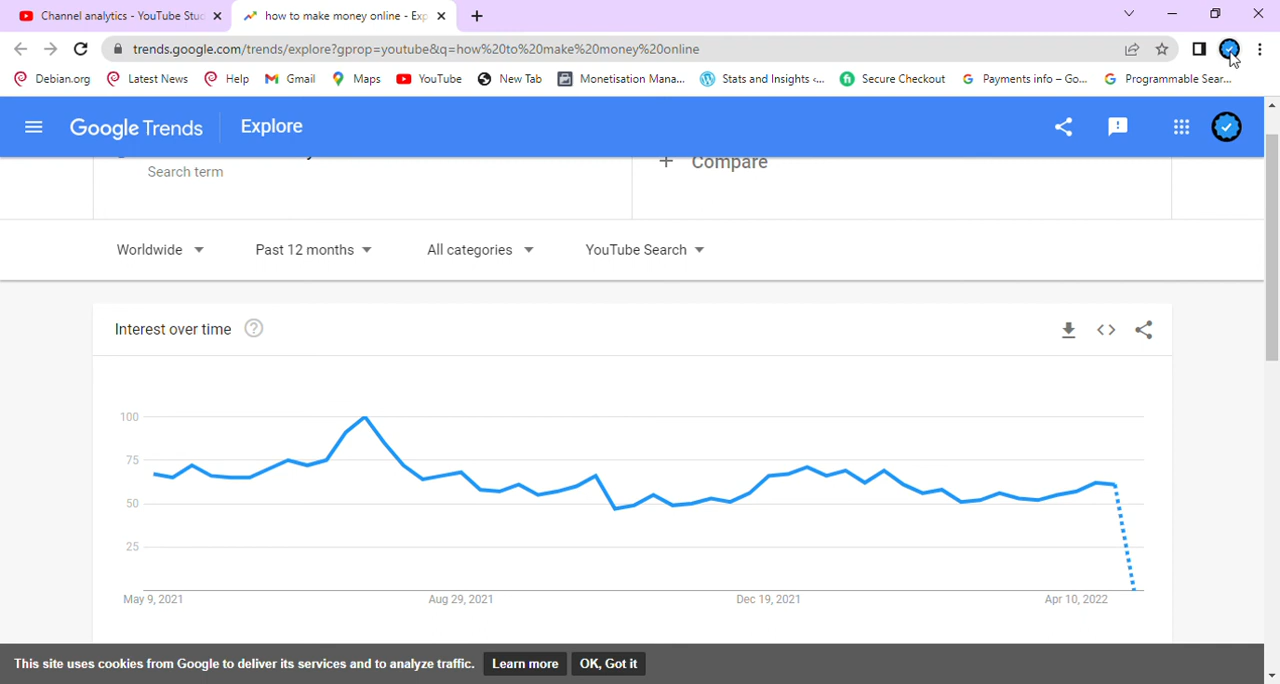 Channel analytics - YouTube Stu
how to make money online - Exp
trends.google.com/trends/explore?gprop=youtube&q=how%20to%20make%20money%20online
Debian.org Latest News Help Gmail Maps YouTube New Tab Monetisation Mana... Stats and Insights <... Secure Checkout Payments info – Go... Programmable Sear...
Google Trends Explore
Search term
+ Compare
Worldwide Past 12 months All categories YouTube Search
Interest over time ?
100
75
50
25
May 9, 2021 Aug 29, 2021 Dec 19, 2021 Apr 10, 2022
This site uses cookies from Google to deliver its services and to analyze traffic. Learn more OK, Got it